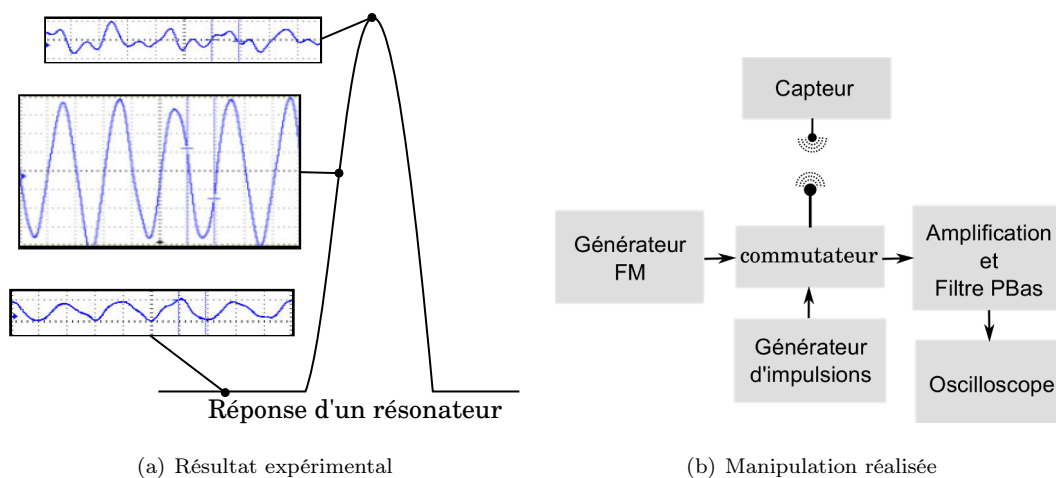 Réponse d'un résonateur
(a) Résultat expérimental
Capteur
Générateur
FM
commutateur
Amplification
et
Filtre PBas
Générateur
d'impulsions
Oscilloscope
(b) Manipulation réalisée